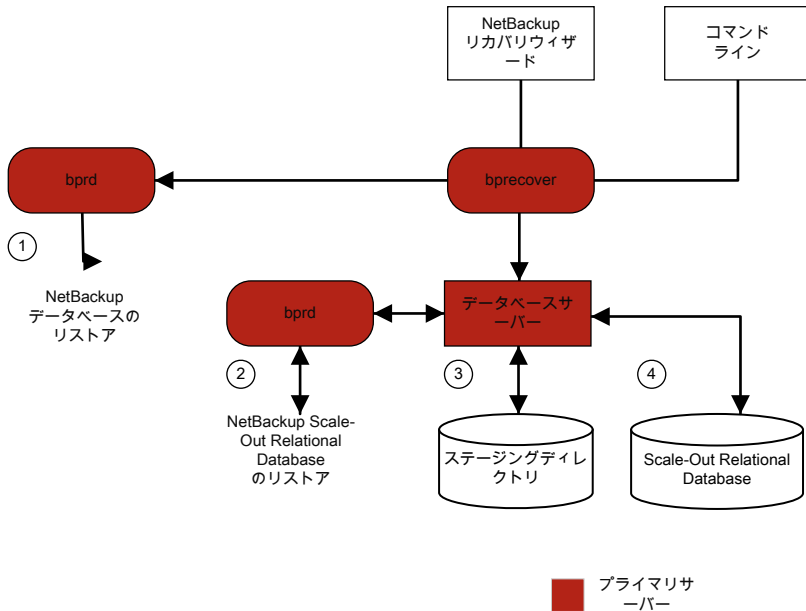 NetBackup
リカバリウィザ
ード
コマンド
ライン
bprd
bprecover
1
NetBackup
データベースの
リストア
bprd
データベースサ
ーバー
2
3
4
NetBackup Scale-
Out Relational
Database
のリストア
ステージングディレ
クトリ
Scale-Out Relational
Database
プライマリサ
ーバー